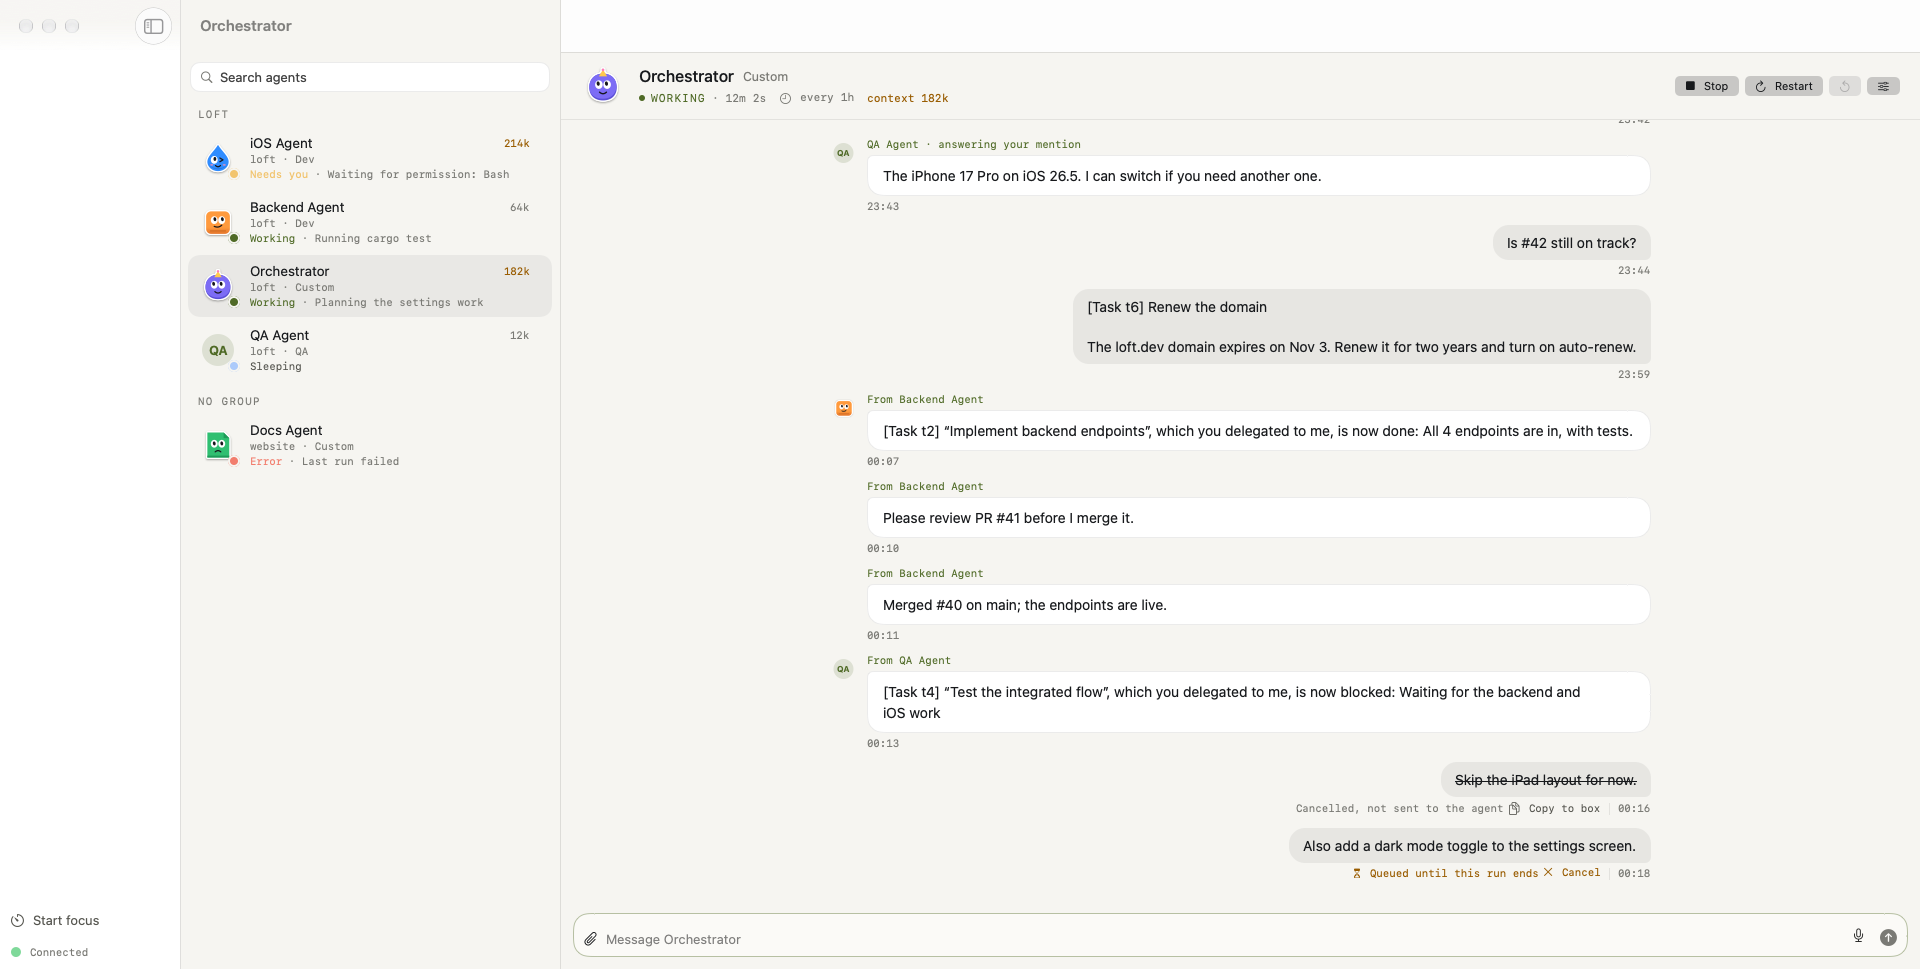 Orchestrator
Search agents
LOFT
iOS Agent 214k
loft · Dev
Needs you · Waiting for permission: Bash
Backend Agent 64k
loft · Dev
Working · Running cargo test
Orchestrator 182k
loft · Custom
Working · Planning the settings work
QA
QA Agent 12k
loft · QA
Sleeping
NO GROUP
Docs Agent
website · Custom
Error · Last run failed
Start focus
Connected
Orchestrator Custom
WORKING · 12m 2s every 1h context 182k
Stop Restart
23:42
QA
QA Agent · answering your mention
The iPhone 17 Pro on iOS 26.5. I can switch if you need another one.
23:43
Is #42 still on track?
23:44
[Task t6] Renew the domain
The loft.dev domain expires on Nov 3. Renew it for two years and turn on auto-renew.
23:59
From Backend Agent
[Task t2] “Implement backend endpoints”, which you delegated to me, is now done: All 4 endpoints are in, with tests.
00:07
From Backend Agent
Please review PR #41 before I merge it.
00:10
From Backend Agent
Merged #40 on main; the endpoints are live.
00:11
QA
From QA Agent
[Task t4] “Test the integrated flow”, which you delegated to me, is now blocked: Waiting for the backend and
iOS work
00:13
Skip the iPad layout for now.
Cancelled, not sent to the agent Copy to box 00:16
Also add a dark mode toggle to the settings screen.
Queued until this run ends Cancel 00:18
Message Orchestrator